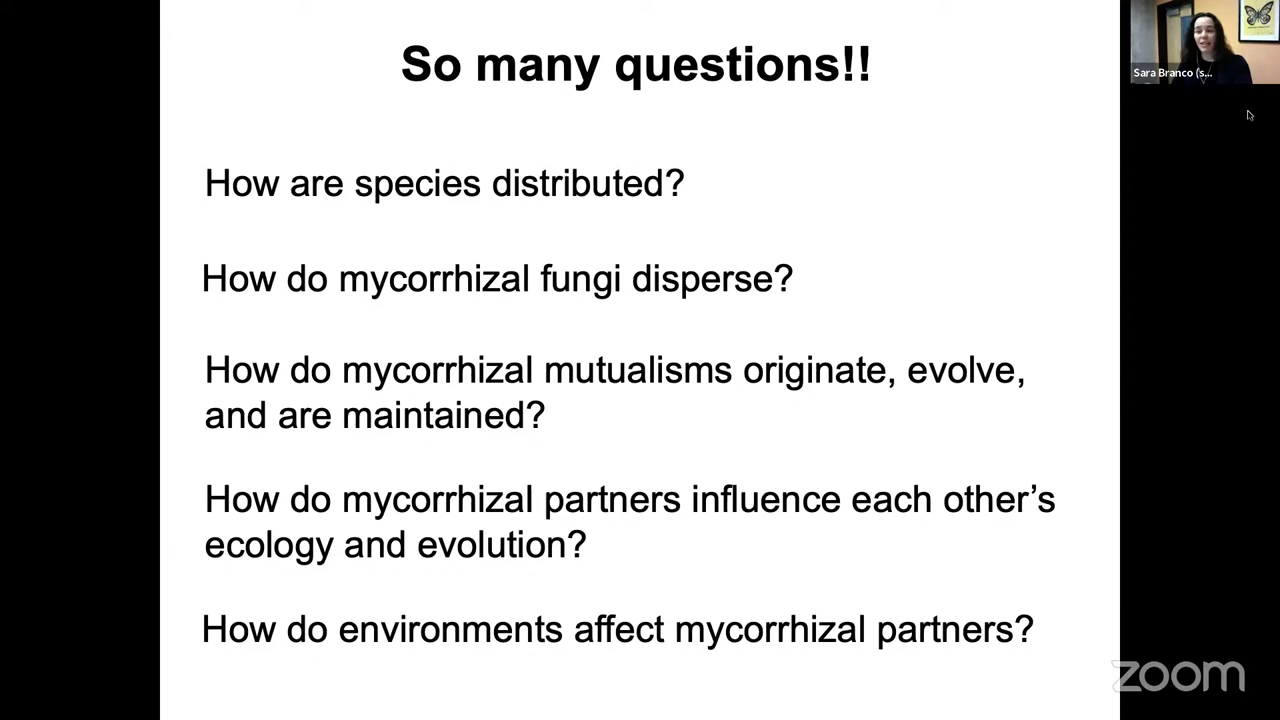 So many questions!!
Sara Branco (s...
How are species distributed?
How do mycorrhizal fungi disperse?
How do mycorrhizal mutualisms originate, evolve,
and are maintained?
How do mycorrhizal partners influence each other’s
ecology and evolution?
How do environments affect mycorrhizal partners?
zoom